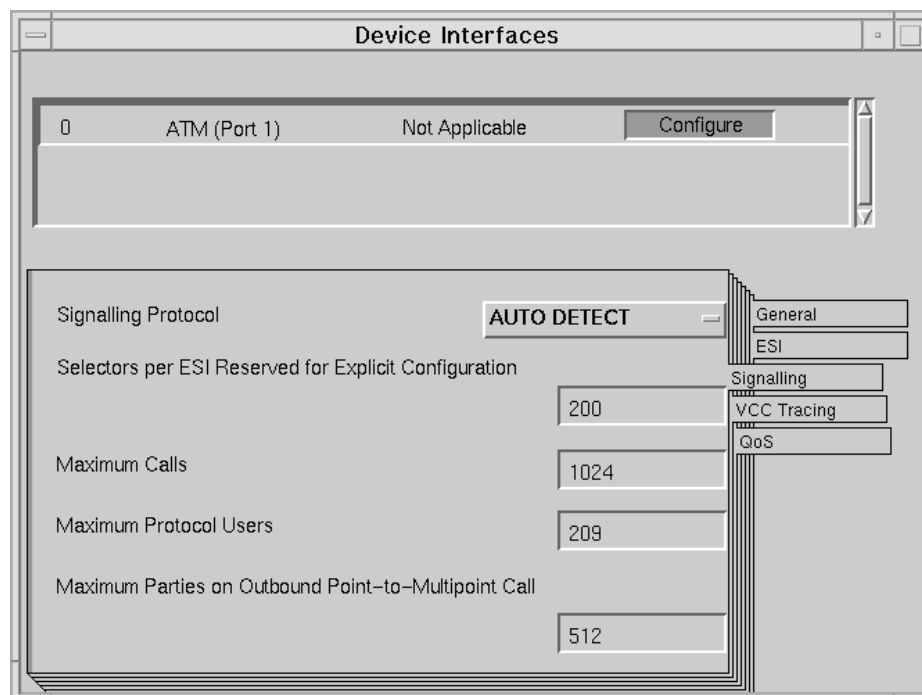 Device Interfaces
0 ATM (Port 1) Not Applicable Configure
Signalling Protocol AUTO DETECT
General
ESI
Selectors per ESI Reserved for Explicit Configuration
Signalling
200
VCC Tracing
QoS
Maximum Calls 1024
Maximum Protocol Users 209
Maximum Parties on Outbound Point-to-Multipoint Call
512